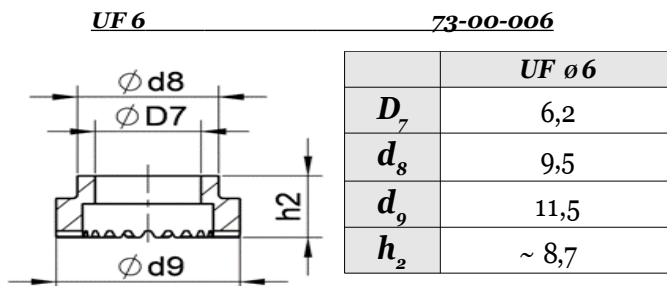 UF 6 73-00-006
Ø d8
Ø D7
h2
Ø d9
UF ø 6
D7 6,2
d8 9,5
d9 11,5
h2 ~ 8,7